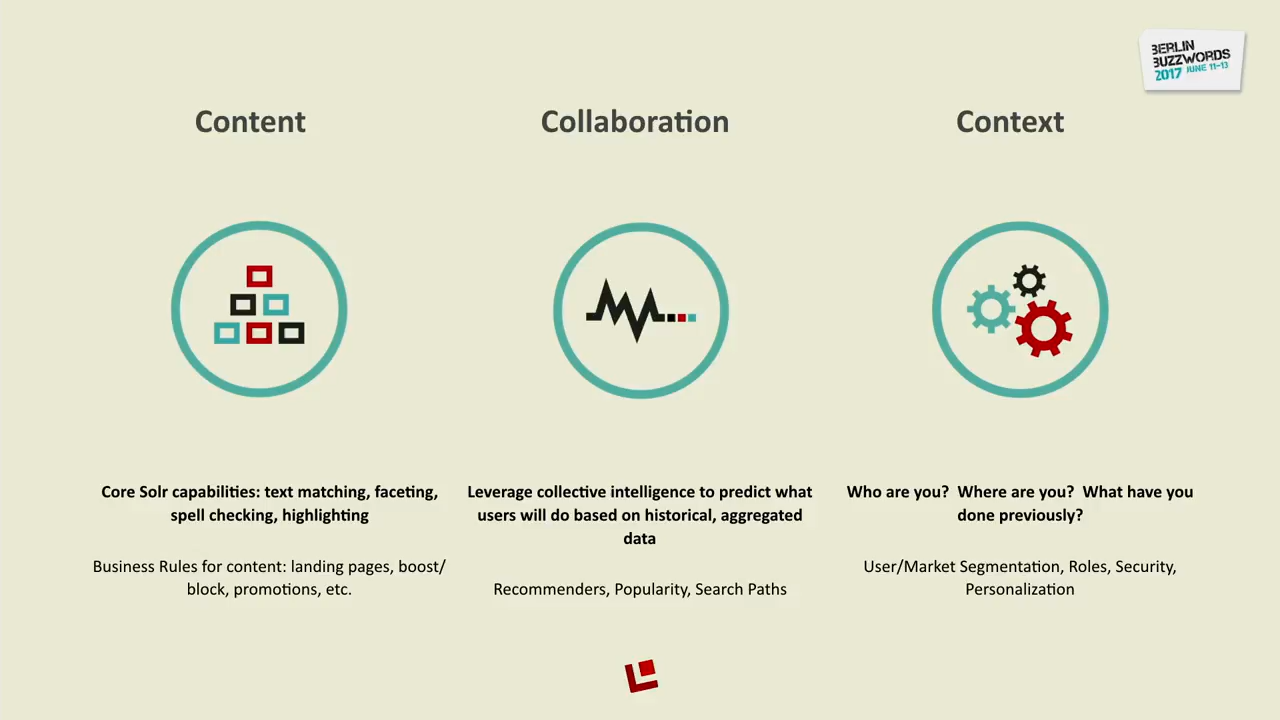 BERLIN
BUZZWORDS
2017 JUNE 11-13
Content
Collaboration
Context
Core Solr capabilities: text matching, faceting,
spell checking, highlighting
Business Rules for content: landing pages, boost/
block, promotions, etc.
Leverage collective intelligence to predict what
users will do based on historical, aggregated
data
Recommenders, Popularity, Search Paths
Who are you?  Where are you?  What have you
done previously?
User/Market Segmentation, Roles, Security,
Personalization